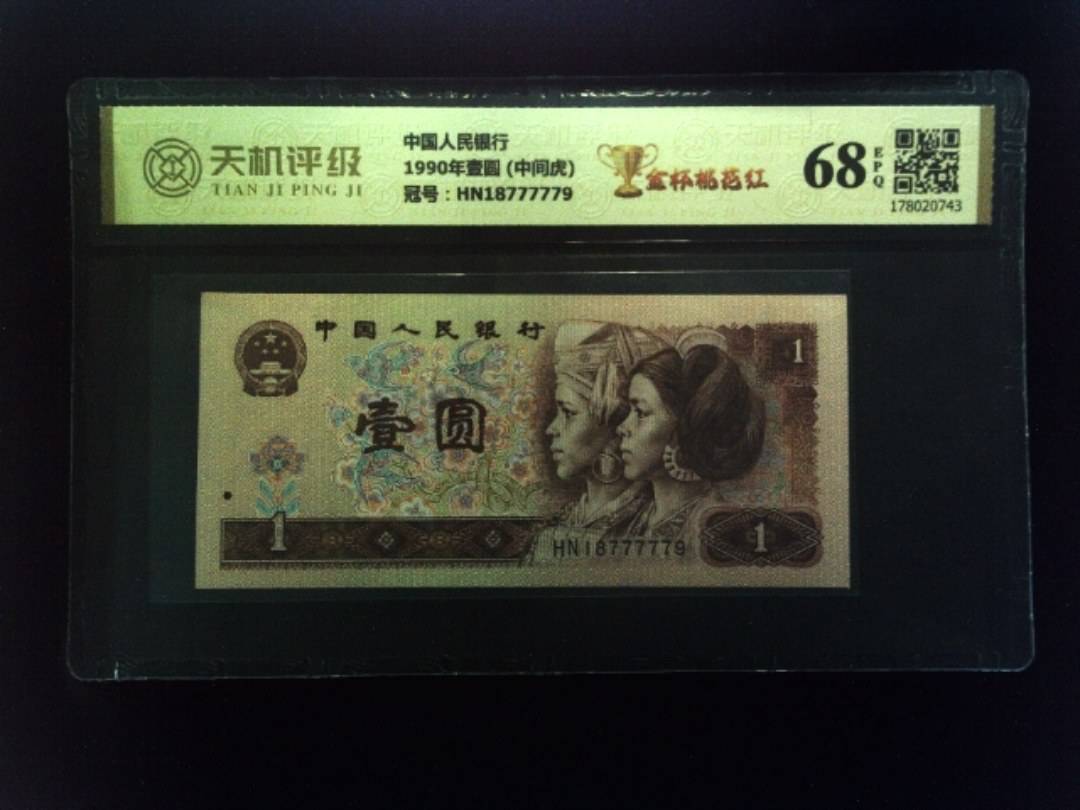 天机评级
TIAN JI PING JI
中国人民银行
1990年壹圆 (中间虎)
冠号：HN18777779
金杯桃花红
68
EPQ
178020743
中国人民银行
1
壹圆
1
HN18777779
1